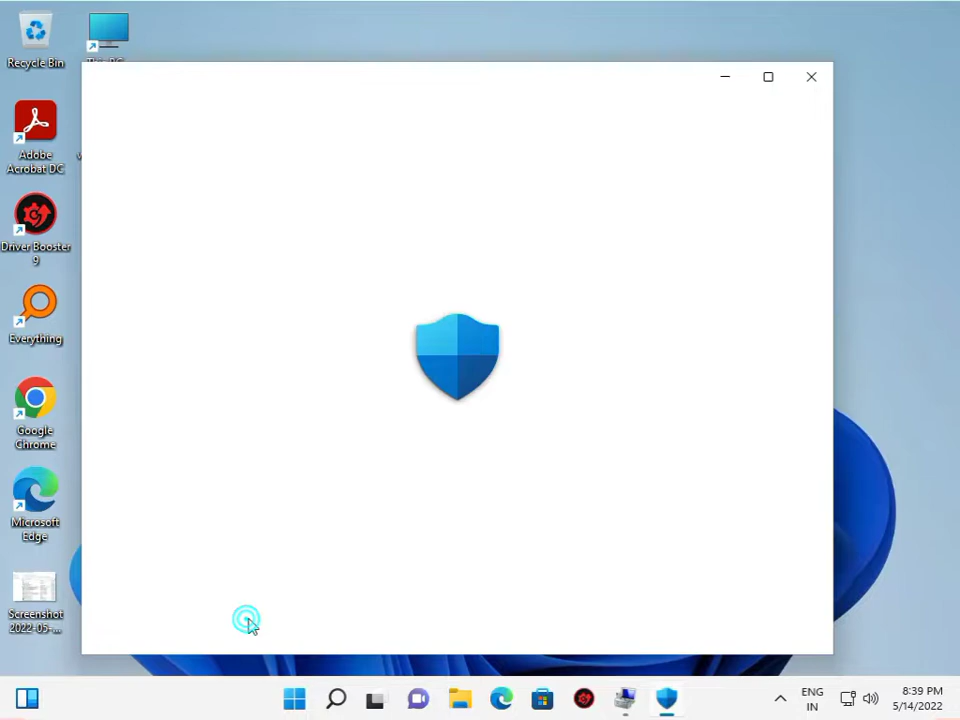 Recycle Bin
Adobe
Acrobat DC
Driver Booster
9
Everything
Google
Chrome
Microsoft
Edge
Screenshot
2022-05-...
ENG
IN
8:39 PM
5/14/2022